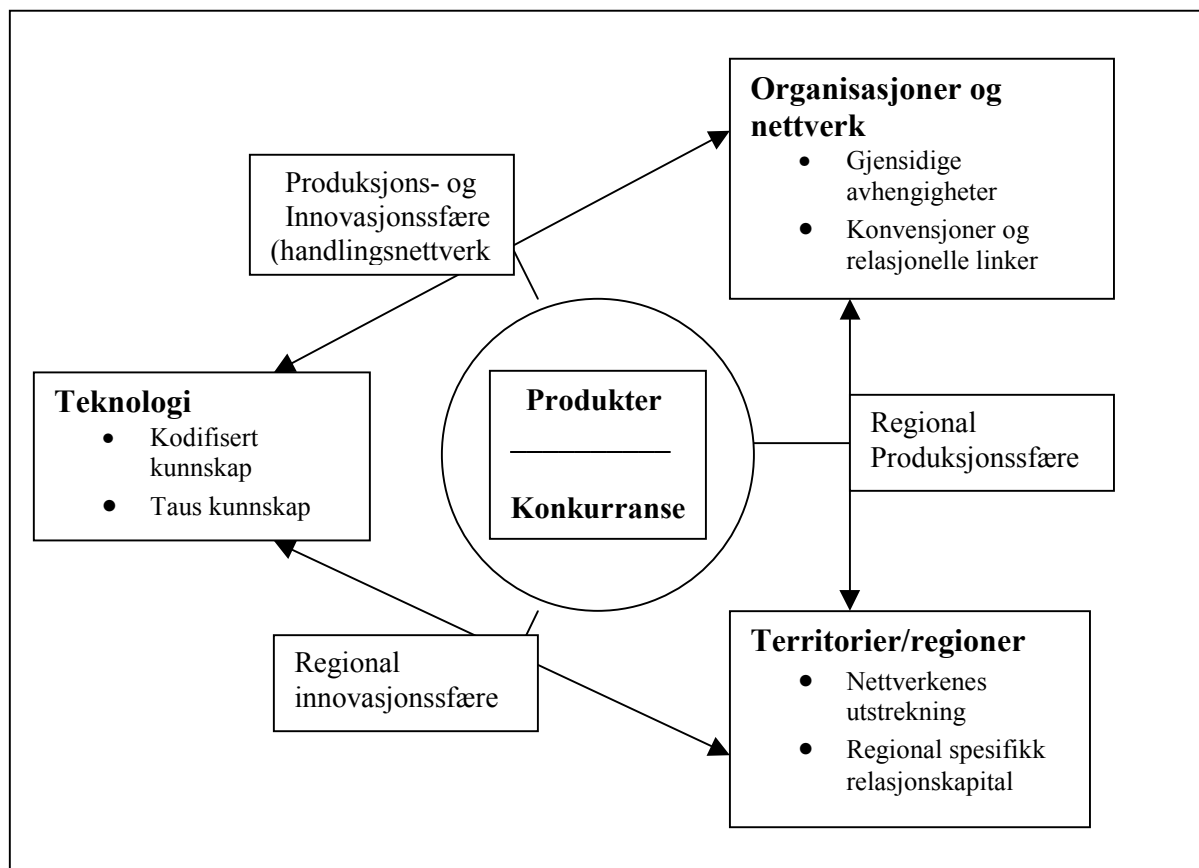 Organisasjoner og
nettverk
• Gjensidige
avhengigheter
• Konvensjoner og
relasjonelle linker
Produksjons- og
Innovasjonssfære
(handlingsnettverk
Teknologi
• Kodifisert
kunnskap
• Taus kunnskap
Produkter
Konkurranse
Regional
Produksjonssfære
Regional
innovasjonssfære
Territorier/regioner
• Nettverkenes
utstrekning
• Regional spesifikk
relasjonskapital